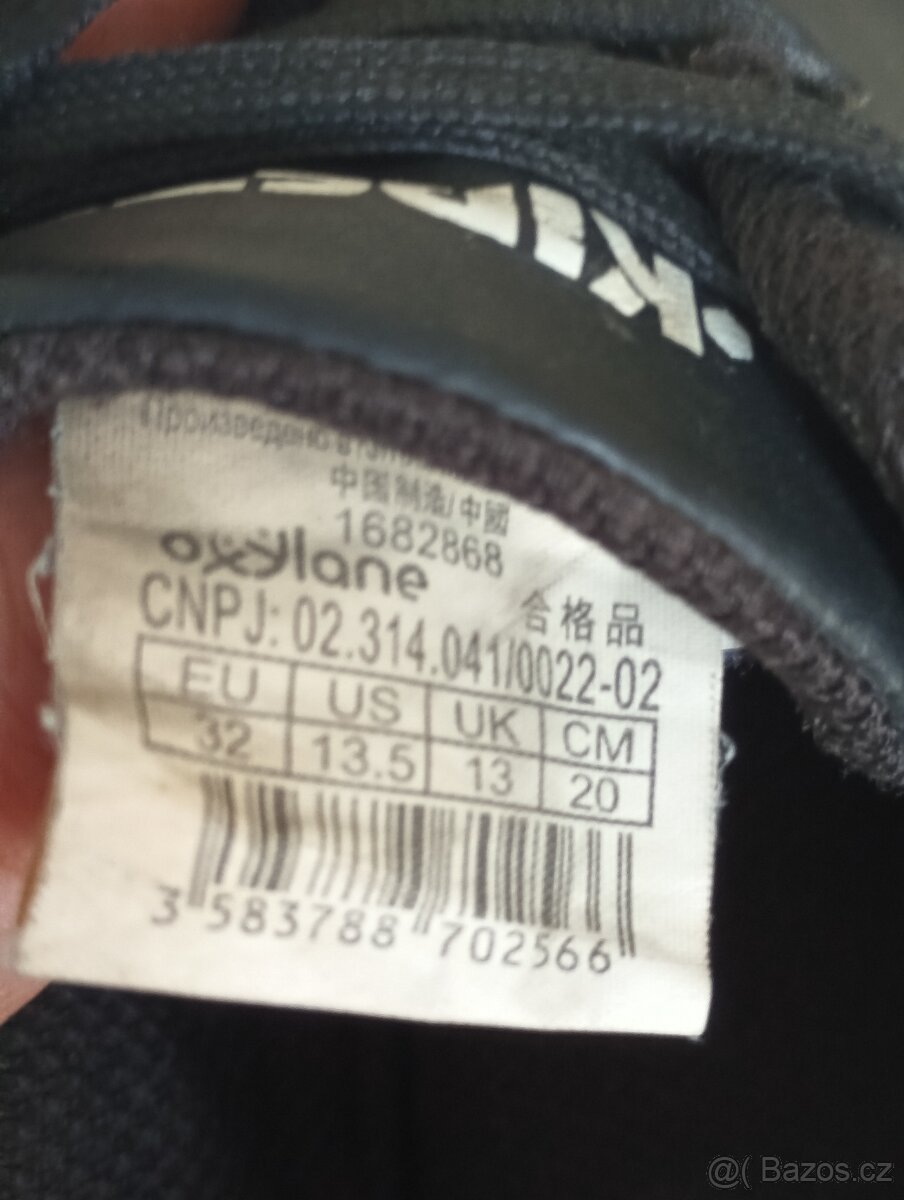 Произведено в
中国制造/中國
1682868
oxylane
合格品
CNPJ: 02.314.041/0022-02
EU US UK CM
32 13.5 13 20
3 583788 702566
@( Bazos.cz